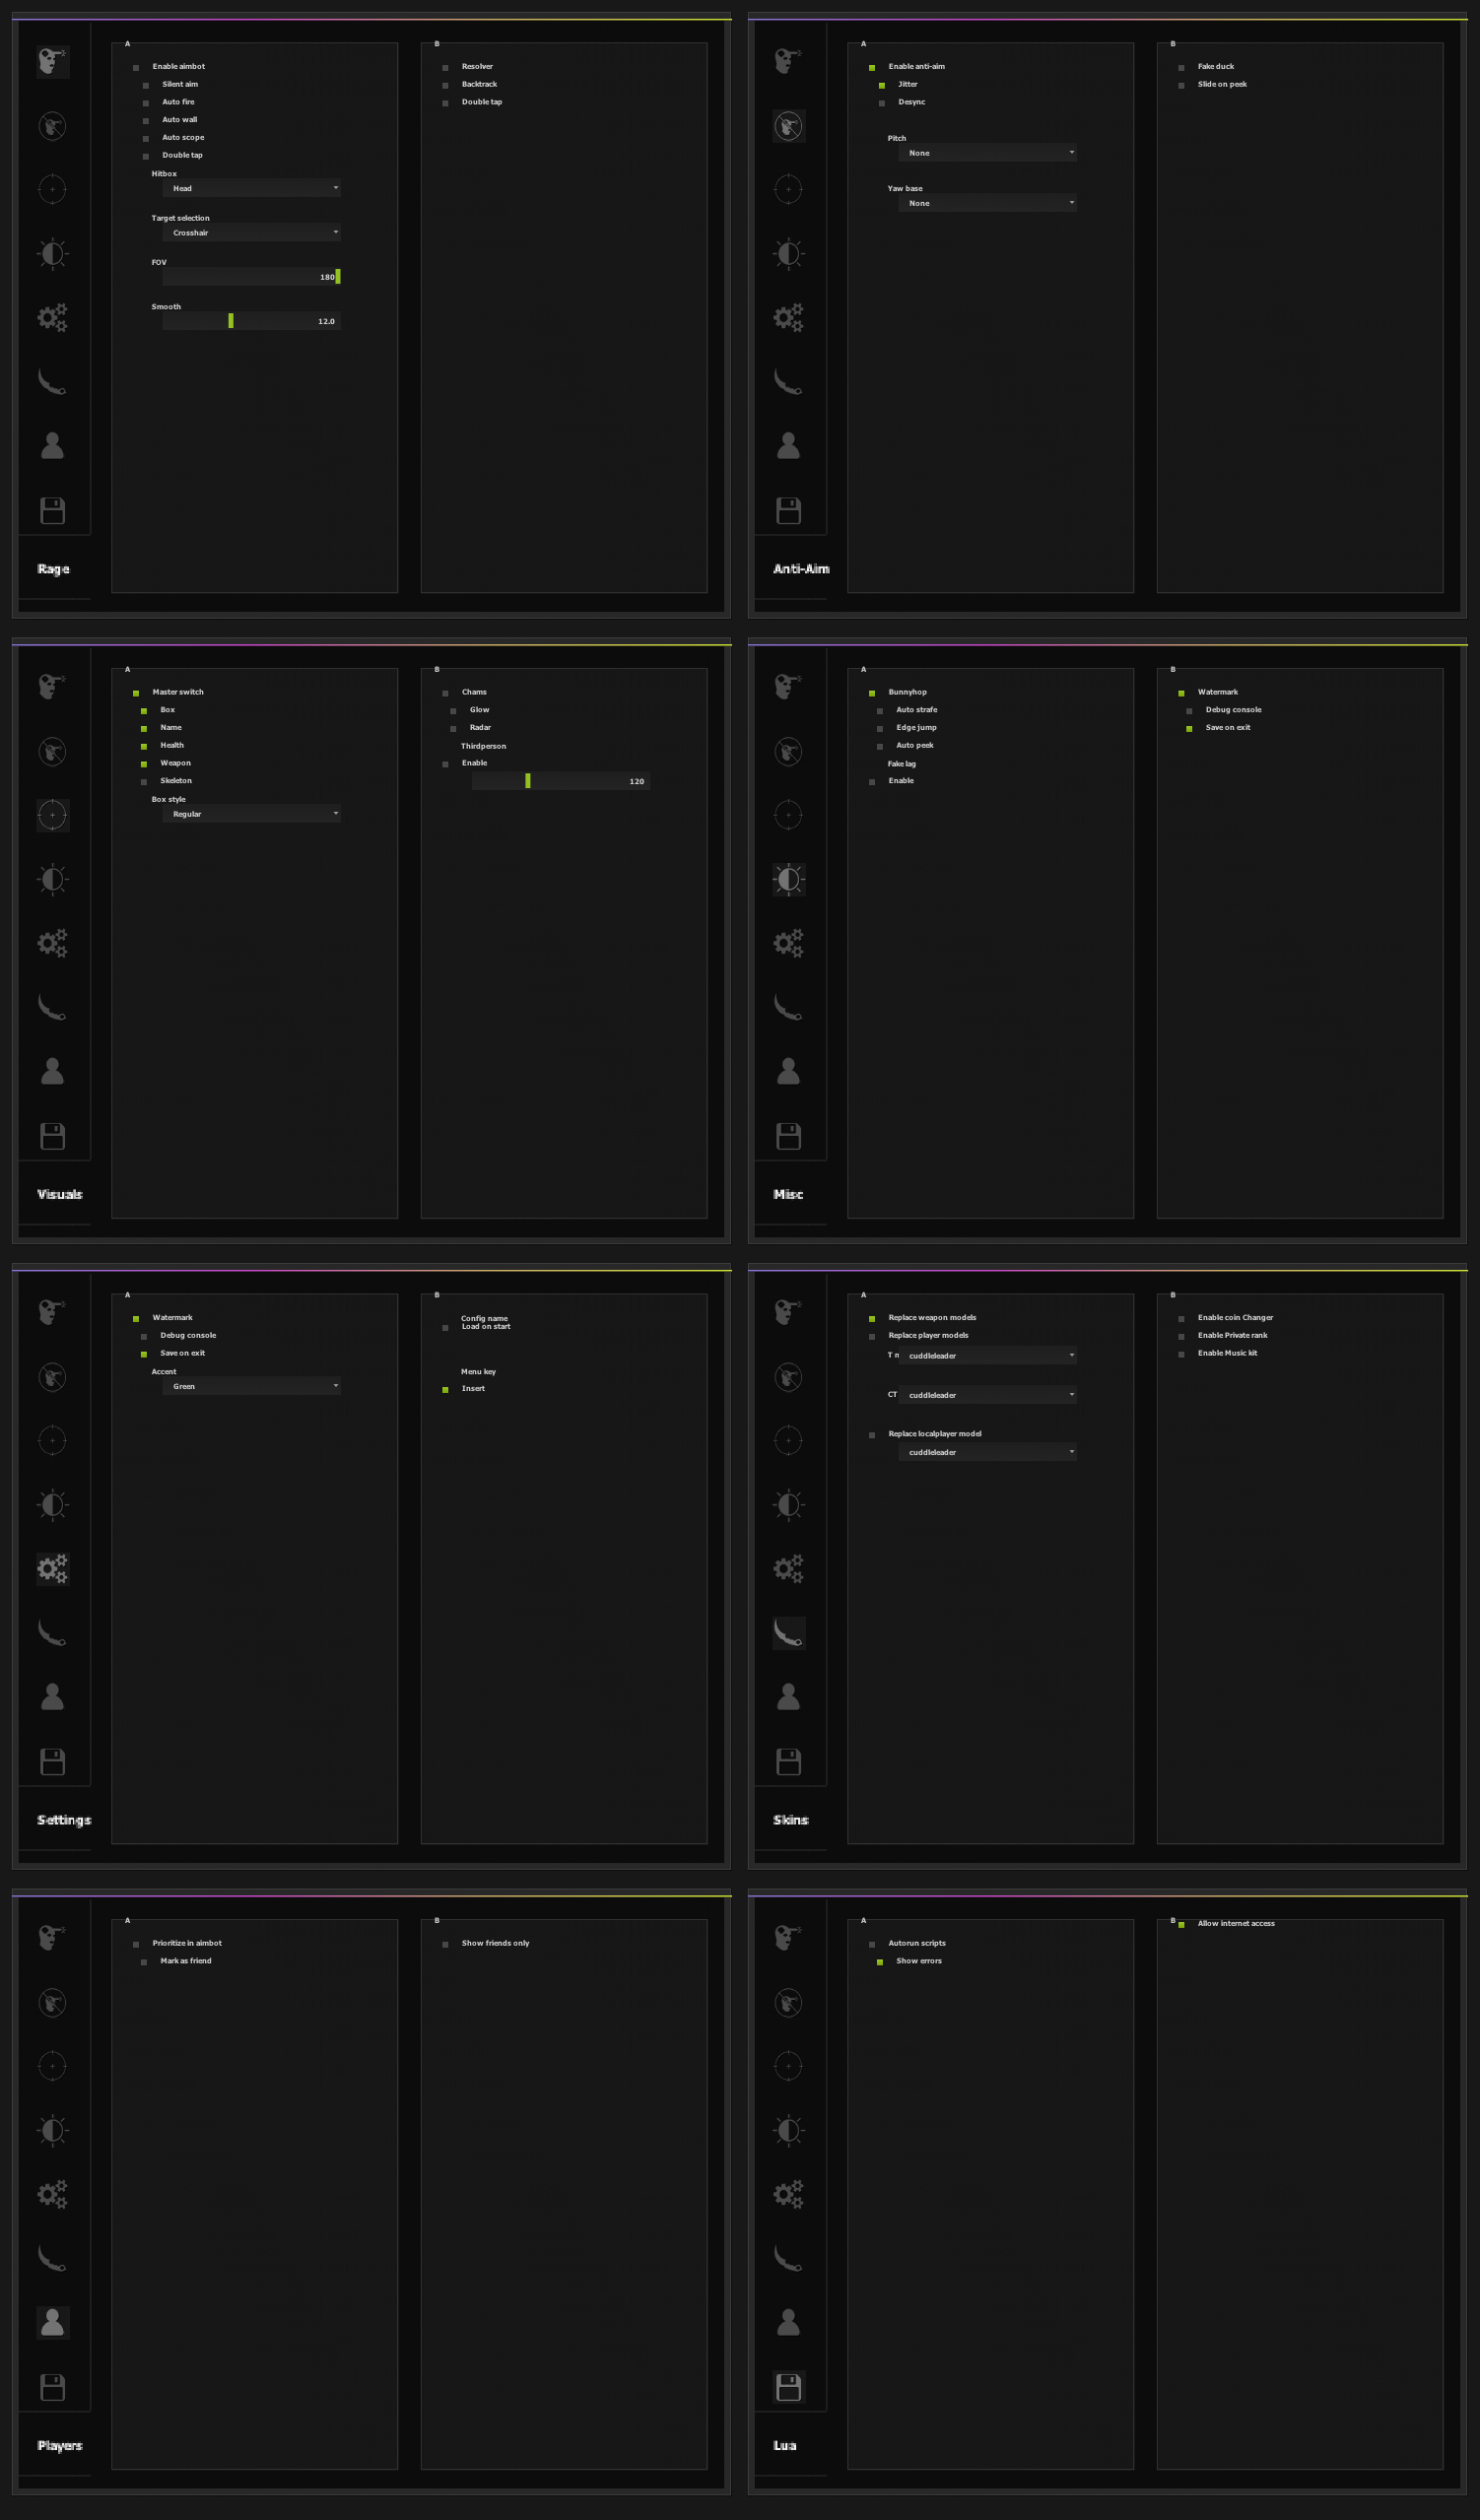 A
Enable aimbot
Silent aim
Auto fire
Auto wall
Auto scope
Double tap
Hitbox
Head
Target selection
Crosshair
FOV
180
Smooth
12.0
B
Resolver
Backtrack
Double tap
Rage
A
Enable anti-aim
Jitter
Desync
Pitch
None
Yaw base
None
B
Fake duck
Slide on peek
Anti-Aim
A
Master switch
Box
Name
Health
Weapon
Skeleton
Box style
Regular
B
Chams
Glow
Radar
Thirdperson
Enable
120
Visuals
A
Bunnyhop
Auto strafe
Edge jump
Auto peek
Fake lag
Enable
B
Watermark
Debug console
Save on exit
Misc
A
Watermark
Debug console
Save on exit
Accent
Green
B
Config name
Load on start
Menu key
Insert
Settings
A
Replace weapon models
Replace player models
T
cuddleleader
CT
cuddleleader
Replace localplayer model
cuddleleader
B
Enable coin Changer
Enable Private rank
Enable Music kit
Skins
A
Prioritize in aimbot
Mark as friend
B
Show friends only
Players
A
Autorun scripts
Show errors
B
Allow internet access
Lua